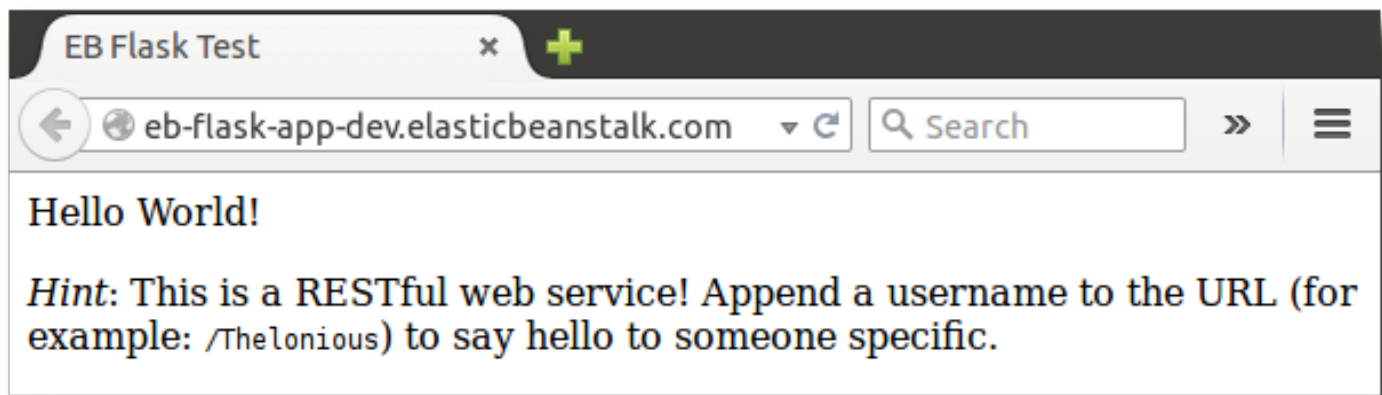 EB Flask Test
eb-flask-app-dev.elasticbeanstalk.com
Search
Hello World!
Hint: This is a RESTful web service! Append a username to the URL (for
example: /Thelonious) to say hello to someone specific.